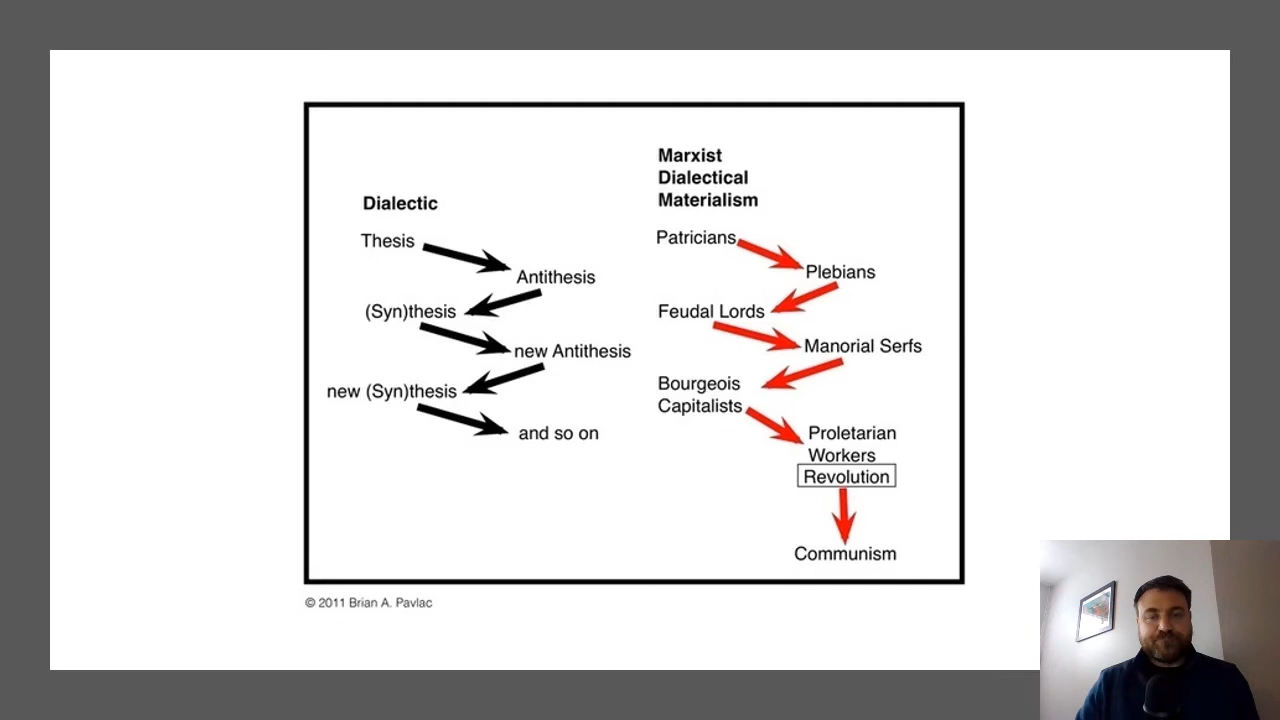 Dialectic
Thesis
Antithesis
(Syn)thesis
new Antithesis
new (Syn)thesis
and so on
Marxist
Dialectical
Materialism
Patricians
Plebians
Feudal Lords
Manorial Serfs
Bourgeois
Capitalists
Proletarian
Workers
Revolution
Communism
© 2011 Brian A. Pavlac